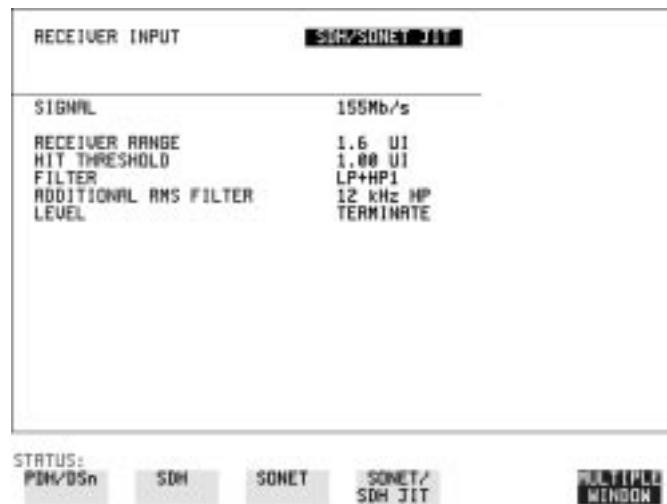 RECEIVER INPUT SDH/SONET JIT
SIGNAL 155Mb/s
RECEIVER RANGE 1.6 UI
HIT THRESHOLD 1.00 UI
FILTER LP+HP1
ADDITIONAL RMS FILTER 12 kHz HP
LEVEL TERMINATE
STATUS:
PDH/DSn SDH SONET SONET/ SDH JIT MULTIPLE WINDOW